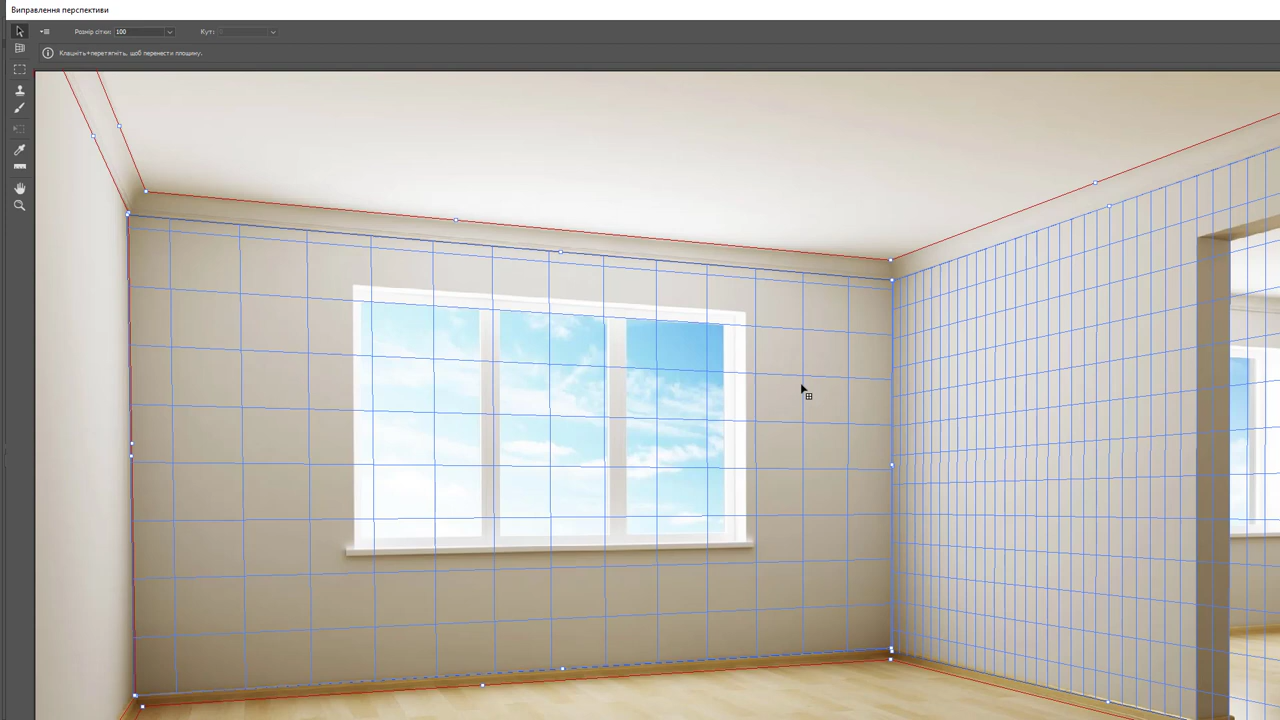 Виправлення перспективи
Розмір сітки: 100
Кут:
Клацніть+перетягніть, щоб перенести площину.